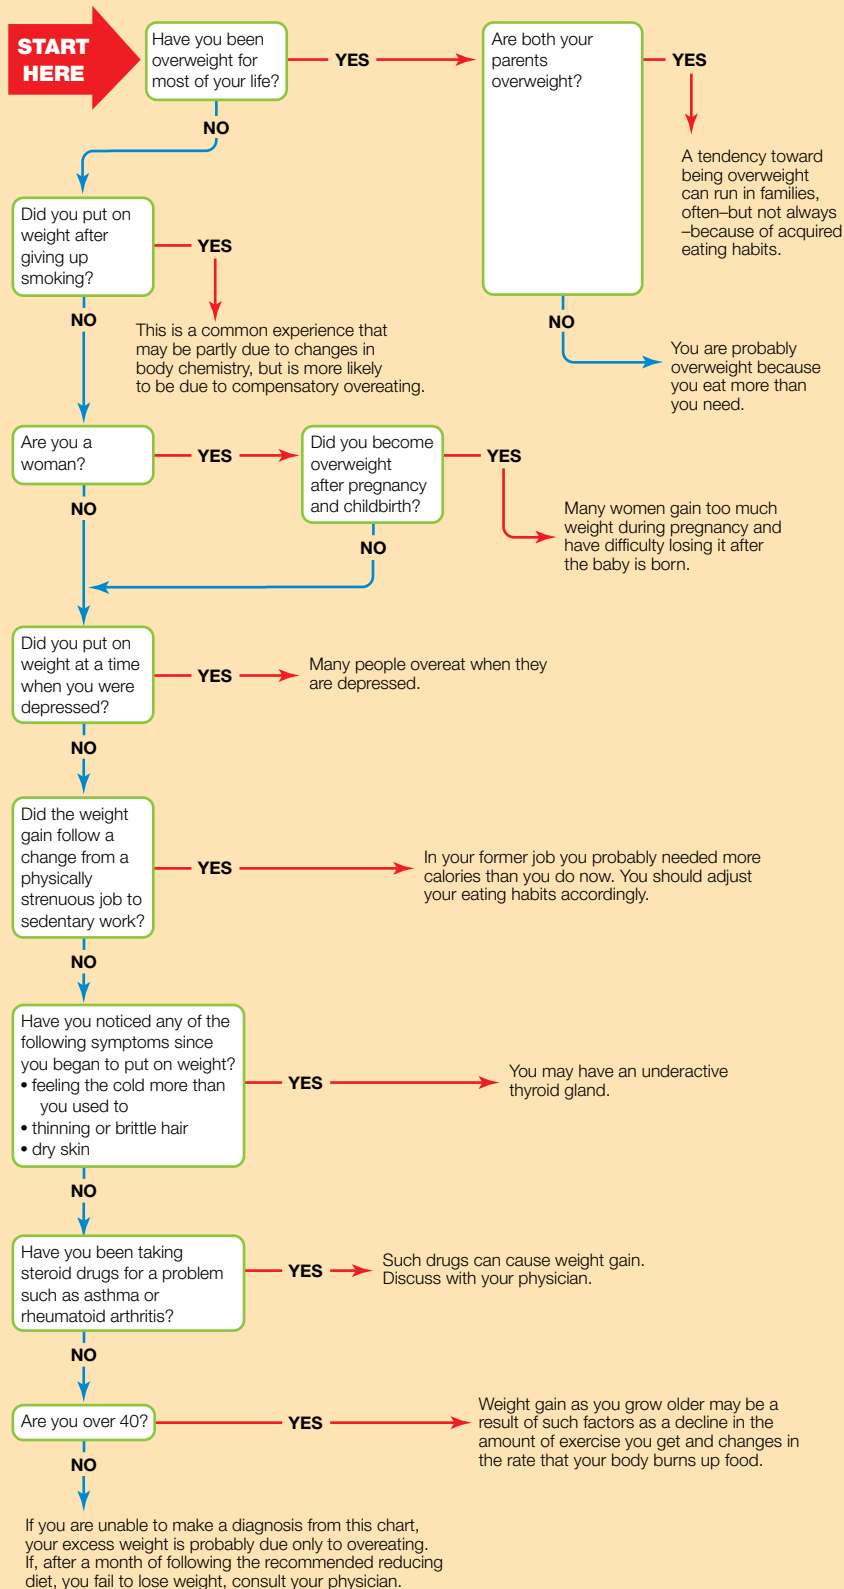 START
HERE
Have you been
overweight for
most of your life?
YES
Are both your
parents
overweight?
YES
A tendency toward
being overweight
can run in families,
often–but not always
–because of acquired
eating habits.
NO
You are probably
overweight because
you eat more than
you need.
NO
Did you put on
weight after
giving up
smoking?
YES
This is a common experience that
may be partly due to changes in
body chemistry, but is more likely
to be due to compensatory overeating.
NO
Are you a
woman?
YES
Did you become
overweight
after pregnancy
and childbirth?
YES
Many women gain too much
weight during pregnancy and
have difficulty losing it after
the baby is born.
NO
NO
Did you put on
weight at a time
when you were
depressed?
YES
Many people overeat when they
are depressed.
NO
Did the weight
gain follow a
change from a
physically
strenuous job to
sedentary work?
YES
In your former job you probably needed more
calories than you do now. You should adjust
your eating habits accordingly.
NO
Have you noticed any of the
following symptoms since
you began to put on weight?
• feeling the cold more than
you used to
• thinning or brittle hair
• dry skin
YES
You may have an underactive
thyroid gland.
NO
Have you been taking
steroid drugs for a problem
such as asthma or
rheumatoid arthritis?
YES
Such drugs can cause weight gain.
Discuss with your physician.
NO
Are you over 40?
YES
Weight gain as you grow older may be a
result of such factors as a decline in the
amount of exercise you get and changes in
the rate that your body burns up food.
NO
If you are unable to make a diagnosis from this chart,
your excess weight is probably due only to overeating.
If, after a month of following the recommended reducing
diet, you fail to lose weight, consult your physician.